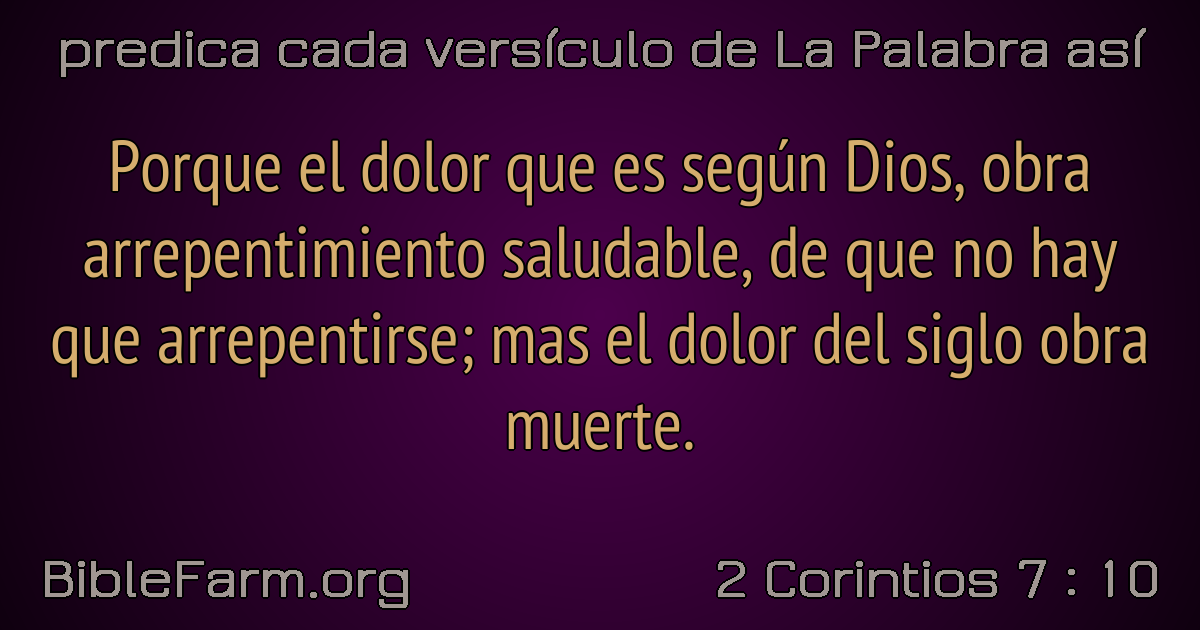 predica cada versículo de La Palabra así
Porque el dolor que es según Dios, obra
arrepentimiento saludable, de que no hay
que arrepentirse; mas el dolor del siglo obra
muerte.
BibleFarm.org
2 Corintios 7 : 10